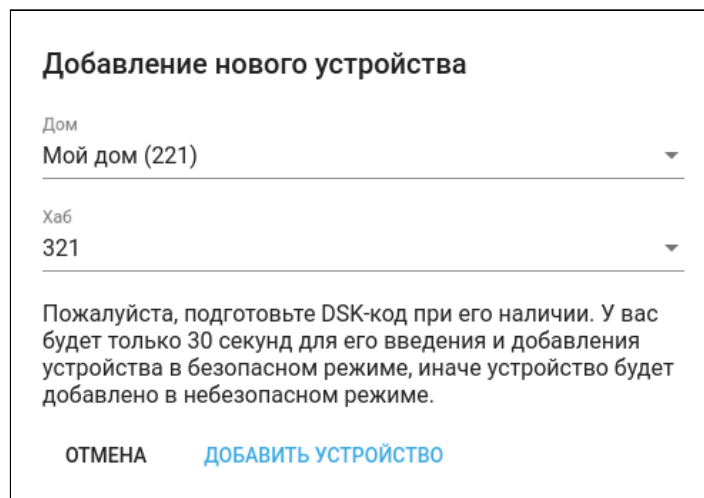 Добавление нового устройства
Дом
Мой дом (221)
Хаб
321
Пожалуйста, подготовьте DSK-код при его наличии. У вас
будет только 30 секунд для его введения и добавления
устройства в безопасном режиме, иначе устройство будет
добавлено в небезопасном режиме.
ОТМЕНА ДОБАВИТЬ УСТРОЙСТВО